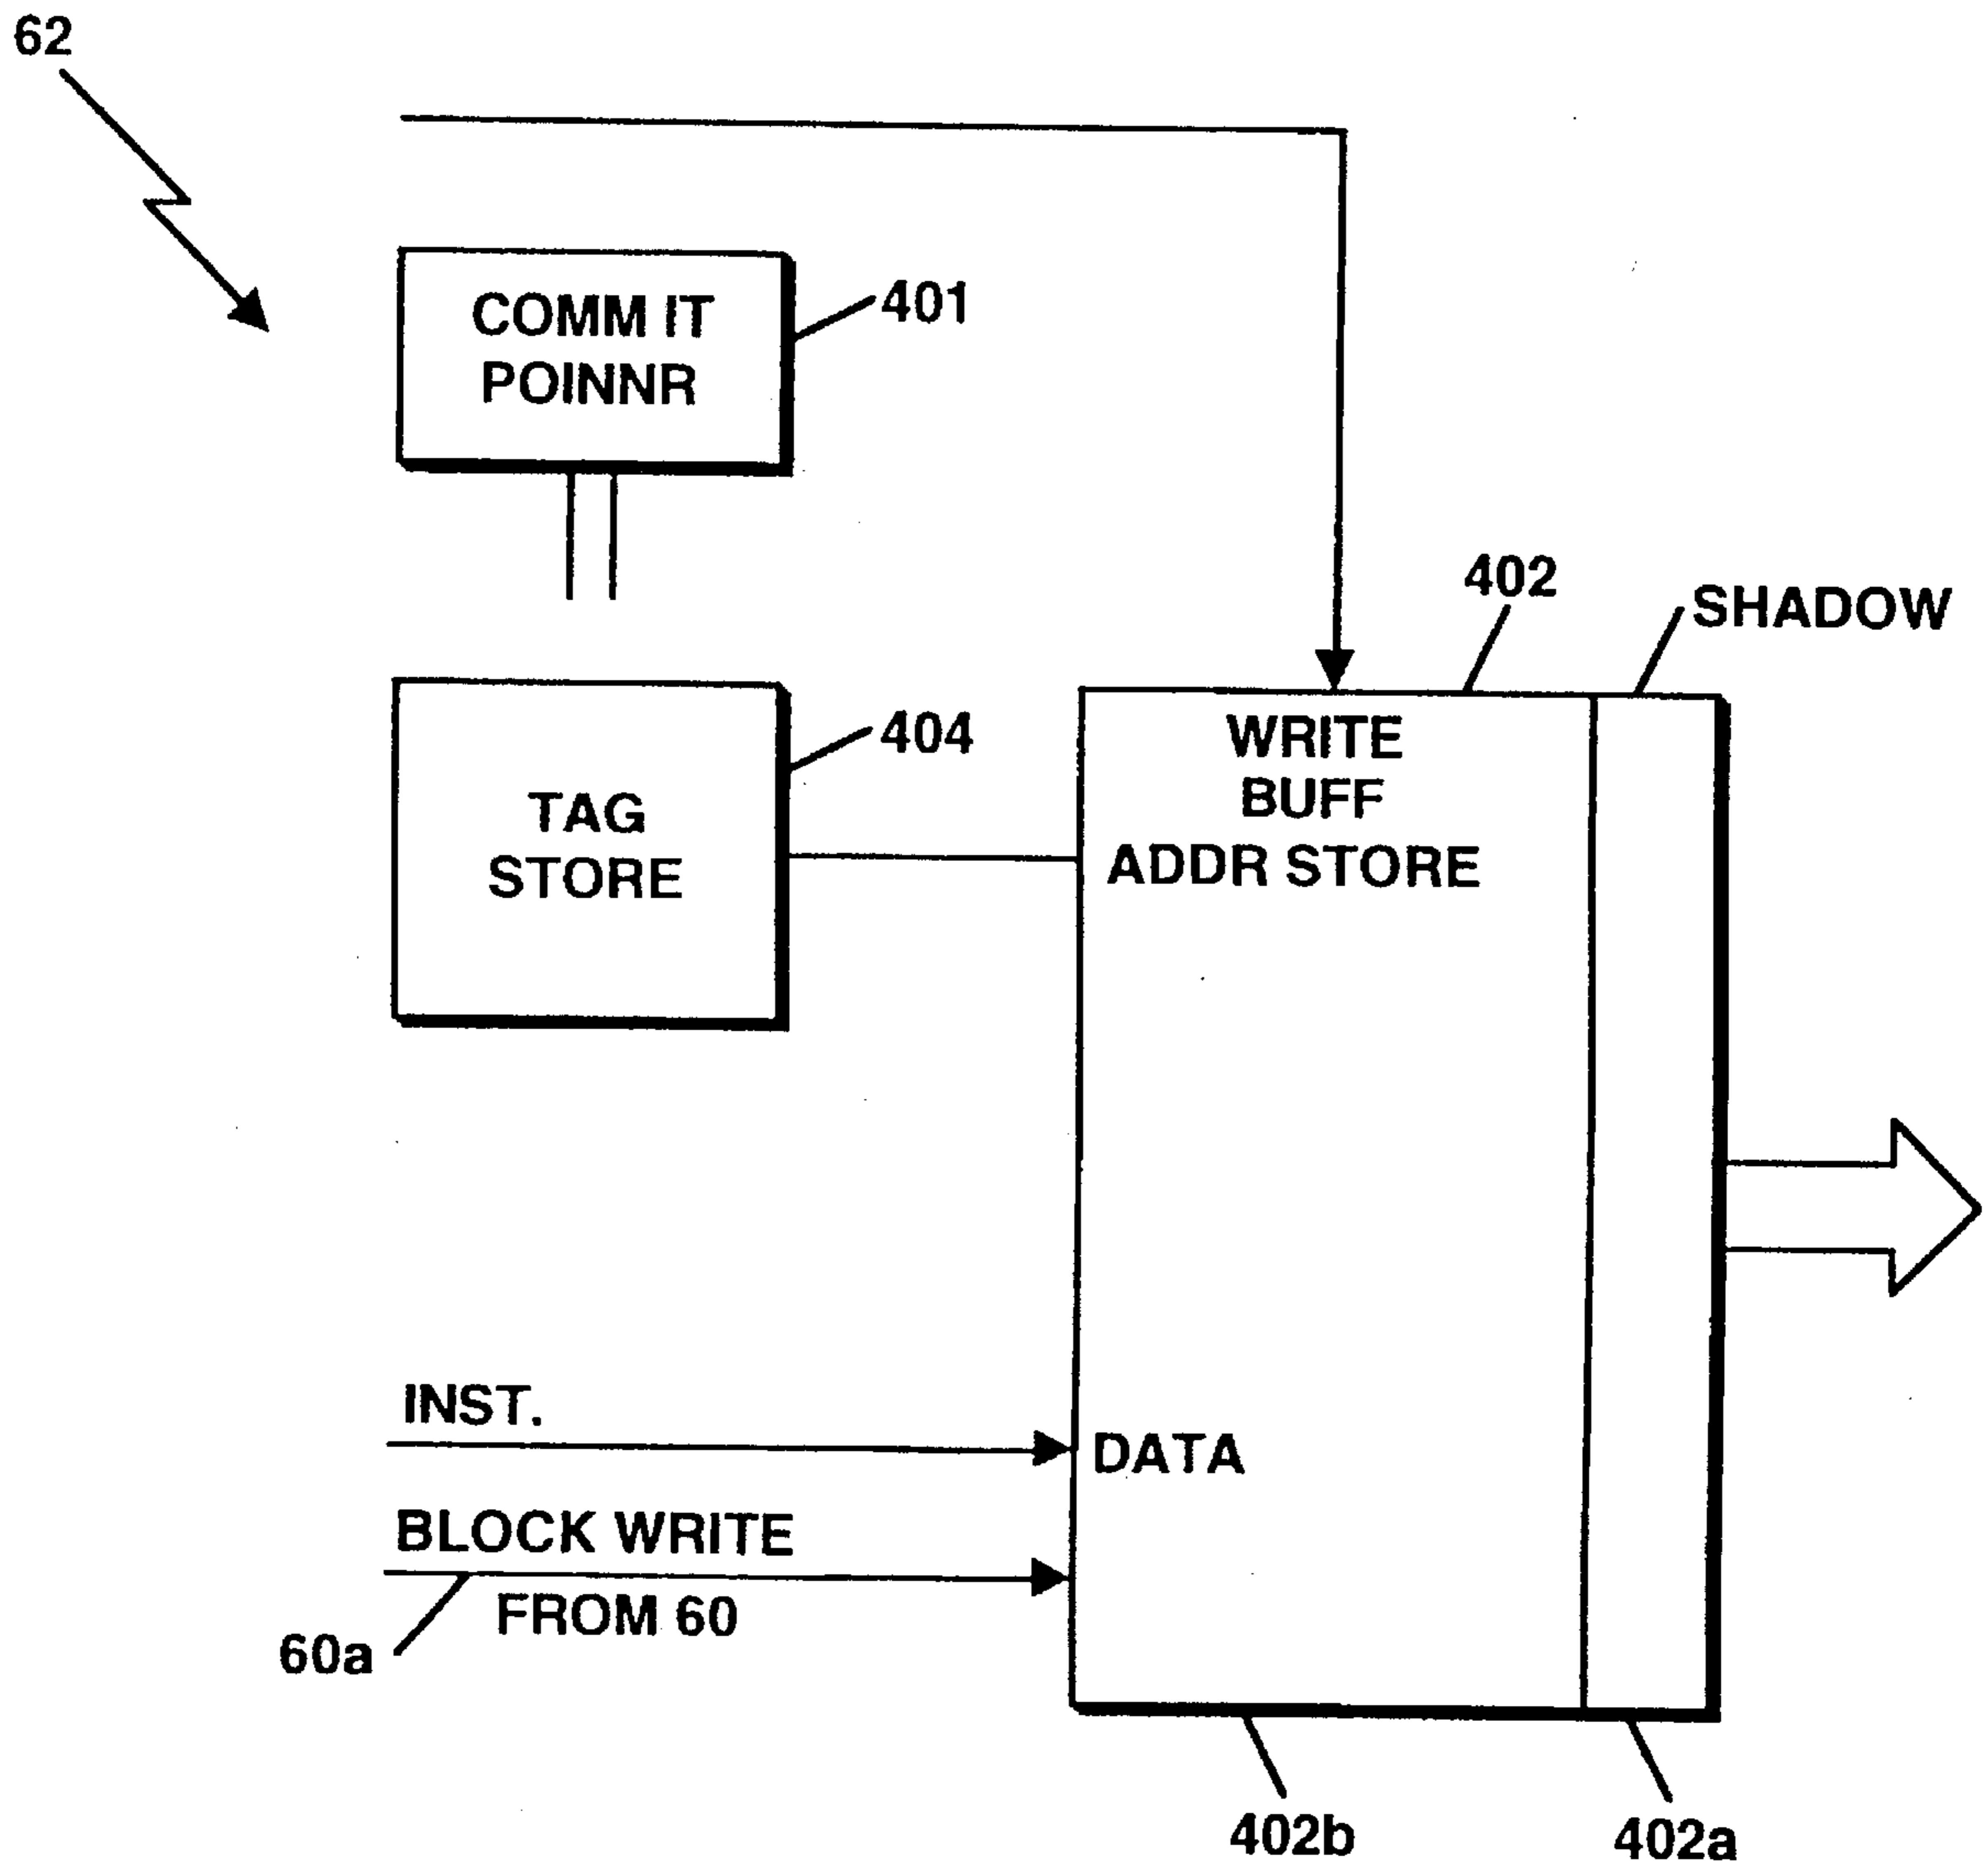 62
COMM IT
POINNR
401
402
SHADOW
TAG
STORE
404
WRITE
BUFF
ADDR STORE
INST.
DATA
BLOCK WRITE
FROM 60
60a
402b
402a